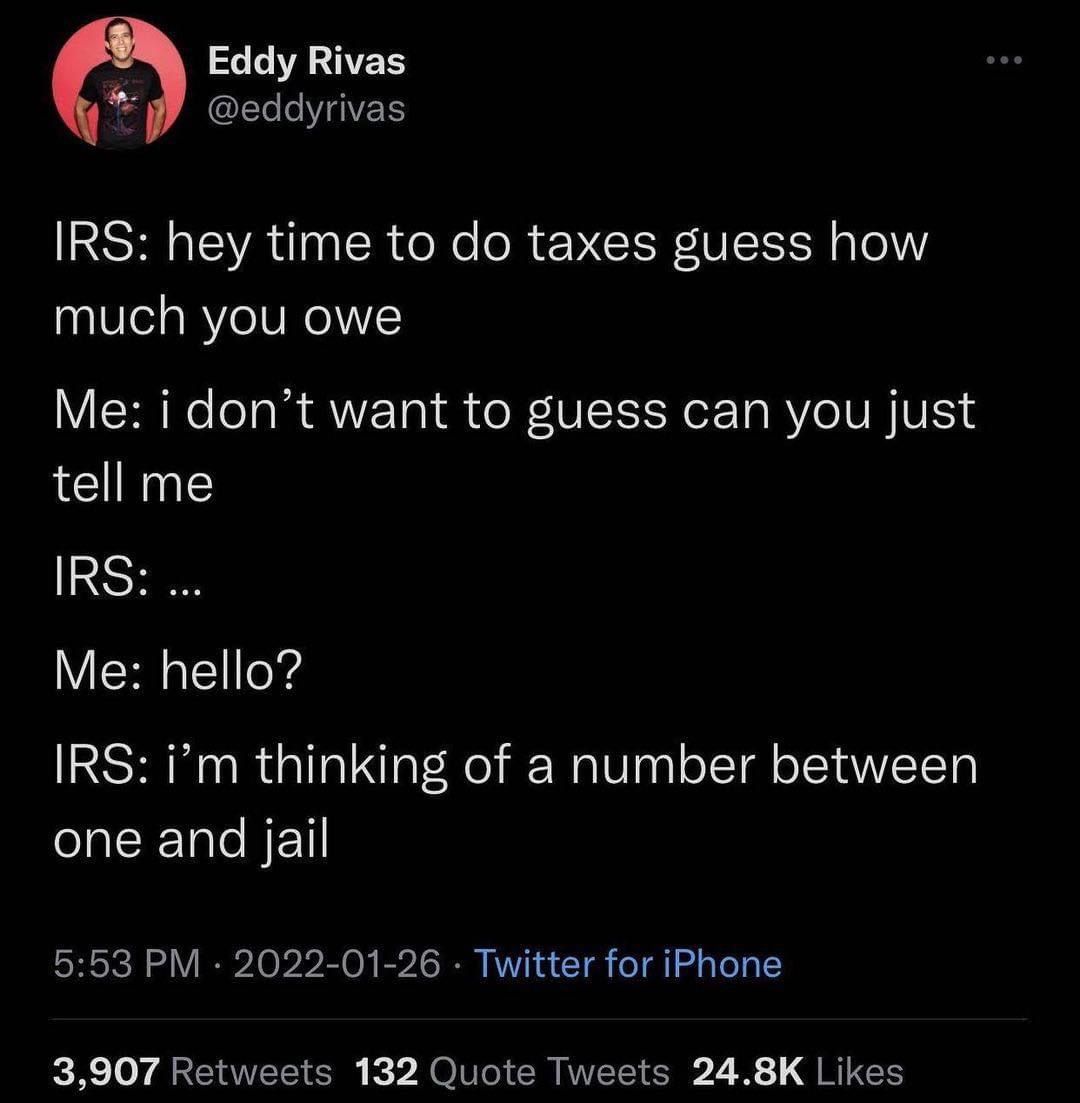 Eddy Rivas
@eddyrivas
IRS: hey time to do taxes guess how
much you owe
Me: i don’t want to guess can you just
tell me
IRS: ...
Me: hello?
IRS: i’m thinking of a number between
one and jail
5:53 PM · 2022-01-26 · Twitter for iPhone
3,907 Retweets 132 Quote Tweets 24.8K Likes